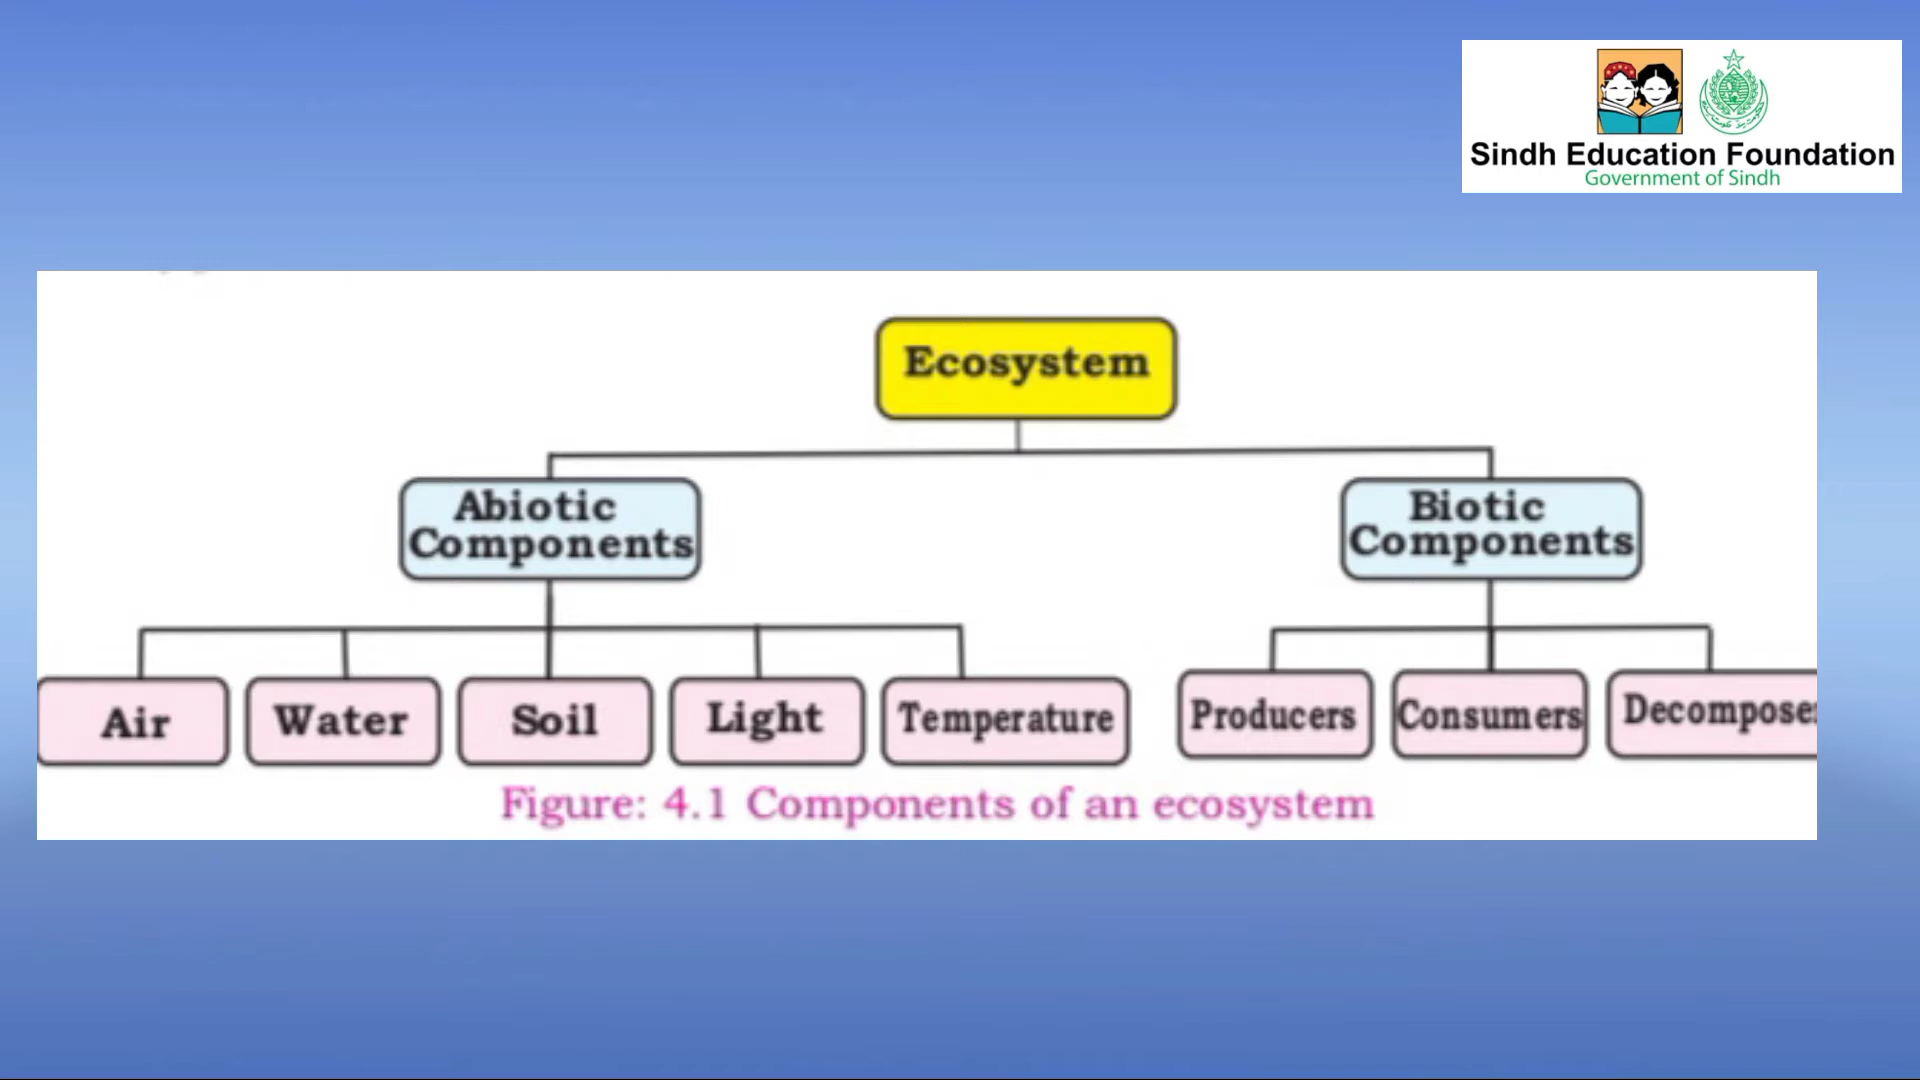 Sindh Education Foundation
Government of Sindh
Ecosystem
Abiotic
Components
Biotic
Components
Air
Water
Soil
Light
Temperature
Producers
Consumers
Figure: 4.1 Components of an ecosystem